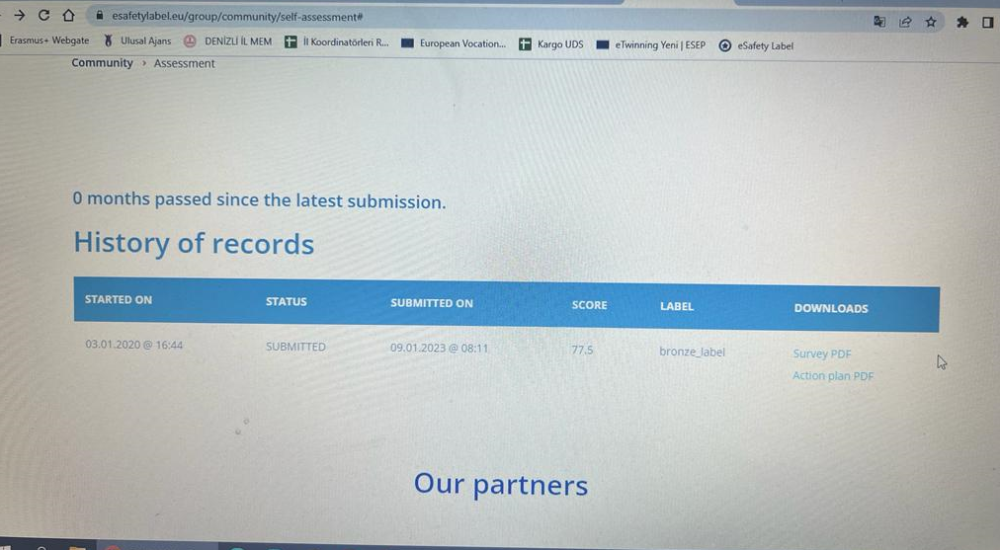 esafetylabel.eu/group/community/self-assessment#
Erasmus+ Webgate Ulusal Ajans DENİZLİ İL MEM İl Koordinatörleri R... European Vocation... Kargo UDS eTwinning Yeni | ESEP eSafety Label
Community › Assessment
0 months passed since the latest submission.
History of records
STARTED ON STATUS SUBMITTED ON SCORE LABEL DOWNLOADS
03.01.2020 @ 16:44 SUBMITTED 09.01.2023 @ 08:11 77.5 bronze_label Survey PDF
Action plan PDF
Our partners